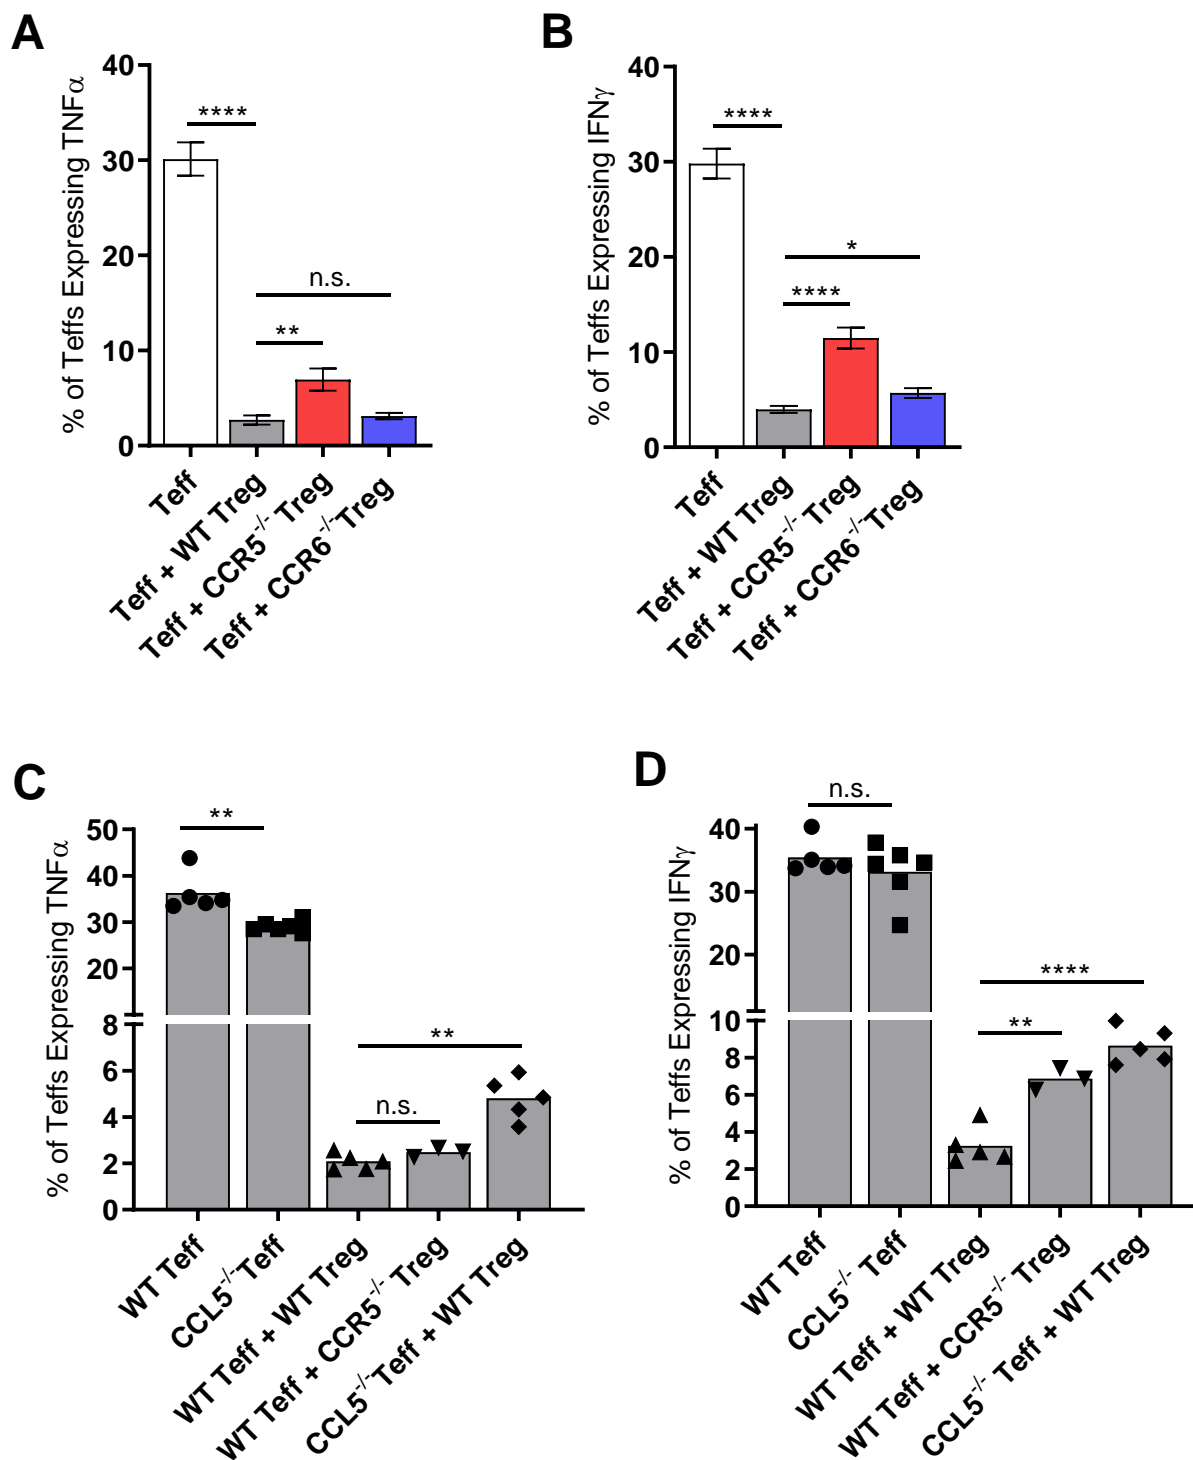 A
% of Teffs Expressing TNFα
40
30
20
10
0
****
n.s.
**
Teff
Teff + WT Treg
Teff + CCR5-/- Treg
Teff + CCR6-/-Treg
B
% of Teffs Expressing IFNγ
40
30
20
10
0
****
*
****
Teff
Teff + WT Treg
Teff + CCR5-/- Treg
Teff + CCR6-/-Treg
C
% of Teffs Expressing TNFα
50
40
30
20
8
6
4
2
0
**
**
n.s.
WT Teff
CCL5-/-Teff
WT Teff + WT Treg
WT Teff + CCR5-/- Treg
CCL5-/-Teff + WT Treg
D
% of Teffs Expressing IFNγ
40
30
20
10
8
6
4
2
0
n.s.
****
**
WT Teff
CCL5-/- Teff
WT Teff + WT Treg
WT Teff + CCR5-/- Treg
CCL5-/- Teff + WT Treg